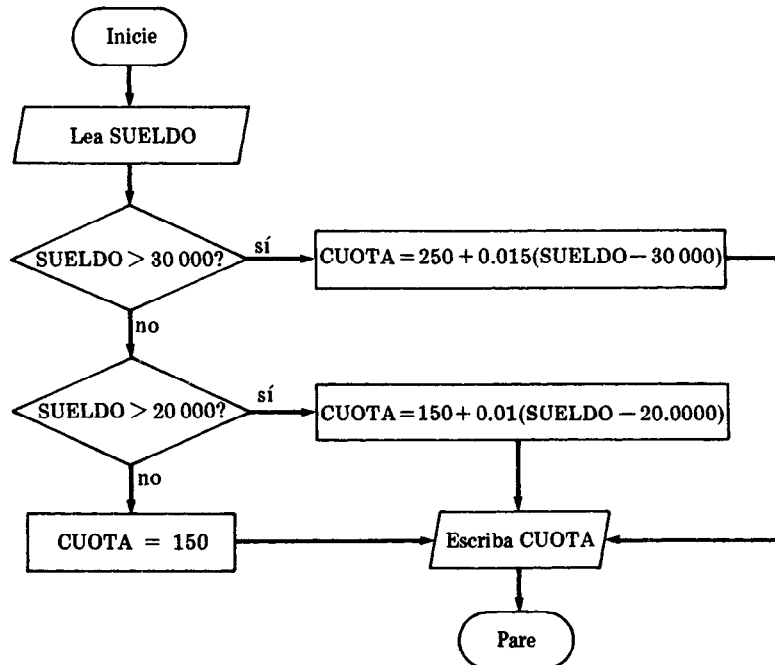 Inicie
Lea SUELDO
SUELDO > 30 000?
sí
CUOTA = 250 + 0.015(SUELDO − 30 000)
no
SUELDO > 20 000?
sí
CUOTA = 150 + 0.01(SUELDO − 20.0000)
no
CUOTA = 150
Escriba CUOTA
Pare